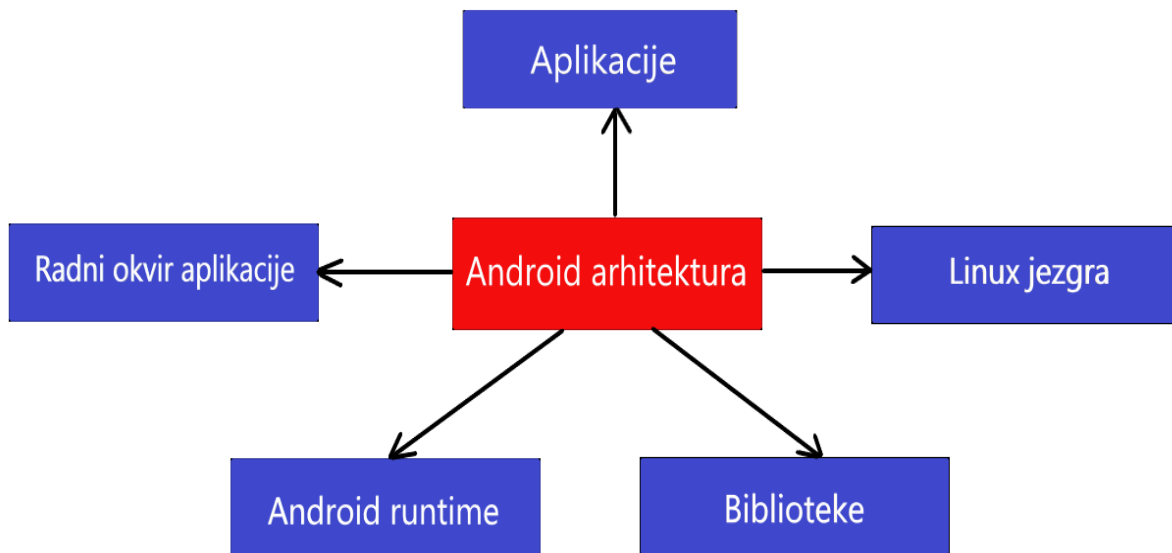 Aplikacije
Radni okvir aplikacije
Android arhitektura
Linux jezgra
Android runtime
Biblioteke